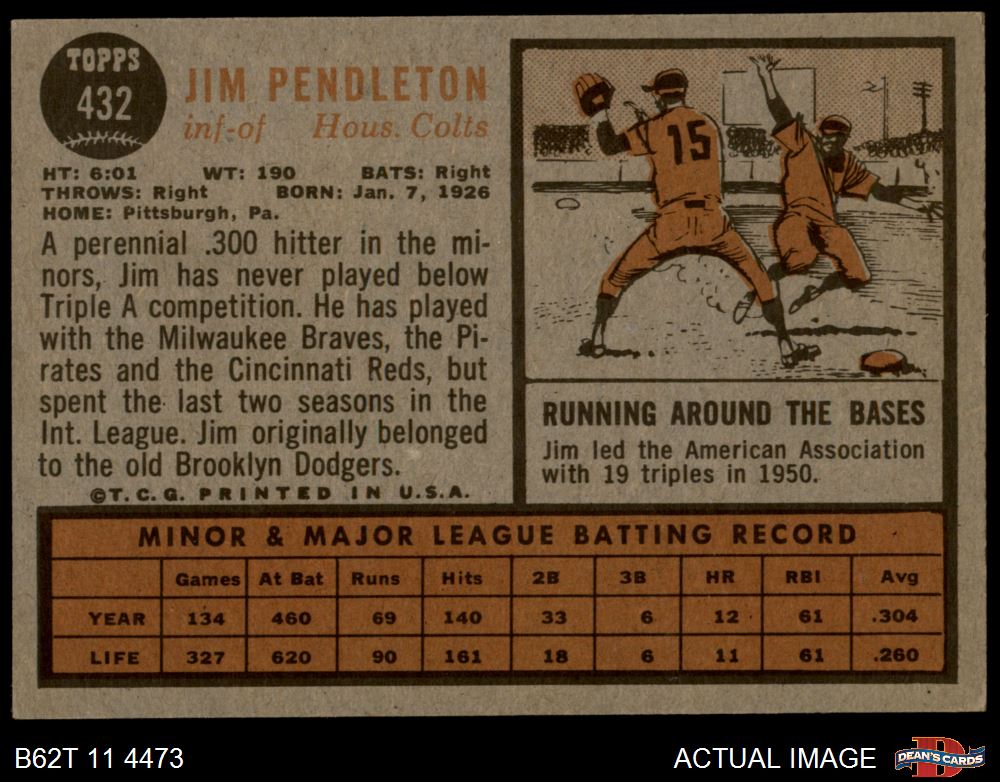 TOPPS
432
JIM PENDLETON
inf-of Hous. Colts
HT: 6:01 WT: 190 BATS: Right
THROWS: Right BORN: Jan. 7, 1926
HOME: Pittsburgh, Pa.
A perennial .300 hitter in the mi-
nors, Jim has never played below
Triple A competition. He has played
with the Milwaukee Braves, the Pi-
rates and the Cincinnati Reds, but
spent the last two seasons in the
Int. League. Jim originally belonged
to the old Brooklyn Dodgers.
©T.C.G. PRINTED IN U.S.A.
15
RUNNING AROUND THE BASES
Jim led the American Association
with 19 triples in 1950.
MINOR & MAJOR LEAGUE BATTING RECORD
Games At Bat Runs Hits 2B 3B HR RBI Avg
YEAR 134 460 69 140 33 6 12 61 .304
LIFE 327 620 90 161 18 6 11 61 .260
B62T 11 4473
ACTUAL IMAGE
D
DEAN'S CARDS